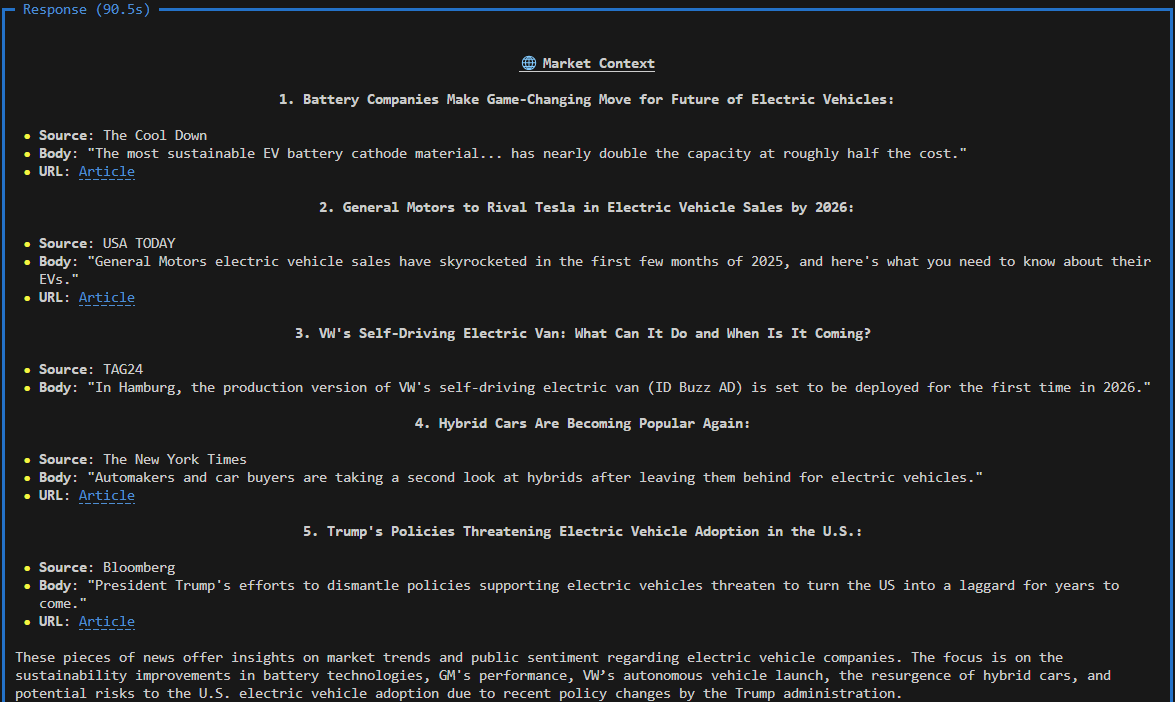 Response (90.5s)
🌐 Market Context
1. Battery Companies Make Game-Changing Move for Future of Electric Vehicles:
• Source: The Cool Down
• Body: "The most sustainable EV battery cathode material... has nearly double the capacity at roughly half the cost."
• URL: Article
2. General Motors to Rival Tesla in Electric Vehicle Sales by 2026:
• Source: USA TODAY
• Body: "General Motors electric vehicle sales have skyrocketed in the first few months of 2025, and here's what you need to know about their
EVs."
• URL: Article
3. VW's Self-Driving Electric Van: What Can It Do and When Is It Coming?
• Source: TAG24
• Body: "In Hamburg, the production version of VW's self-driving electric van (ID Buzz AD) is set to be deployed for the first time in 2026."
4. Hybrid Cars Are Becoming Popular Again:
• Source: The New York Times
• Body: "Automakers and car buyers are taking a second look at hybrids after leaving them behind for electric vehicles."
• URL: Article
5. Trump's Policies Threatening Electric Vehicle Adoption in the U.S.:
• Source: Bloomberg
• Body: "President Trump's efforts to dismantle policies supporting electric vehicles threaten to turn the US into a laggard for years to
come."
• URL: Article
These pieces of news offer insights on market trends and public sentiment regarding electric vehicle companies. The focus is on the
sustainability improvements in battery technologies, GM's performance, VW’s autonomous vehicle launch, the resurgence of hybrid cars, and
potential risks to the U.S. electric vehicle adoption due to recent policy changes by the Trump administration.